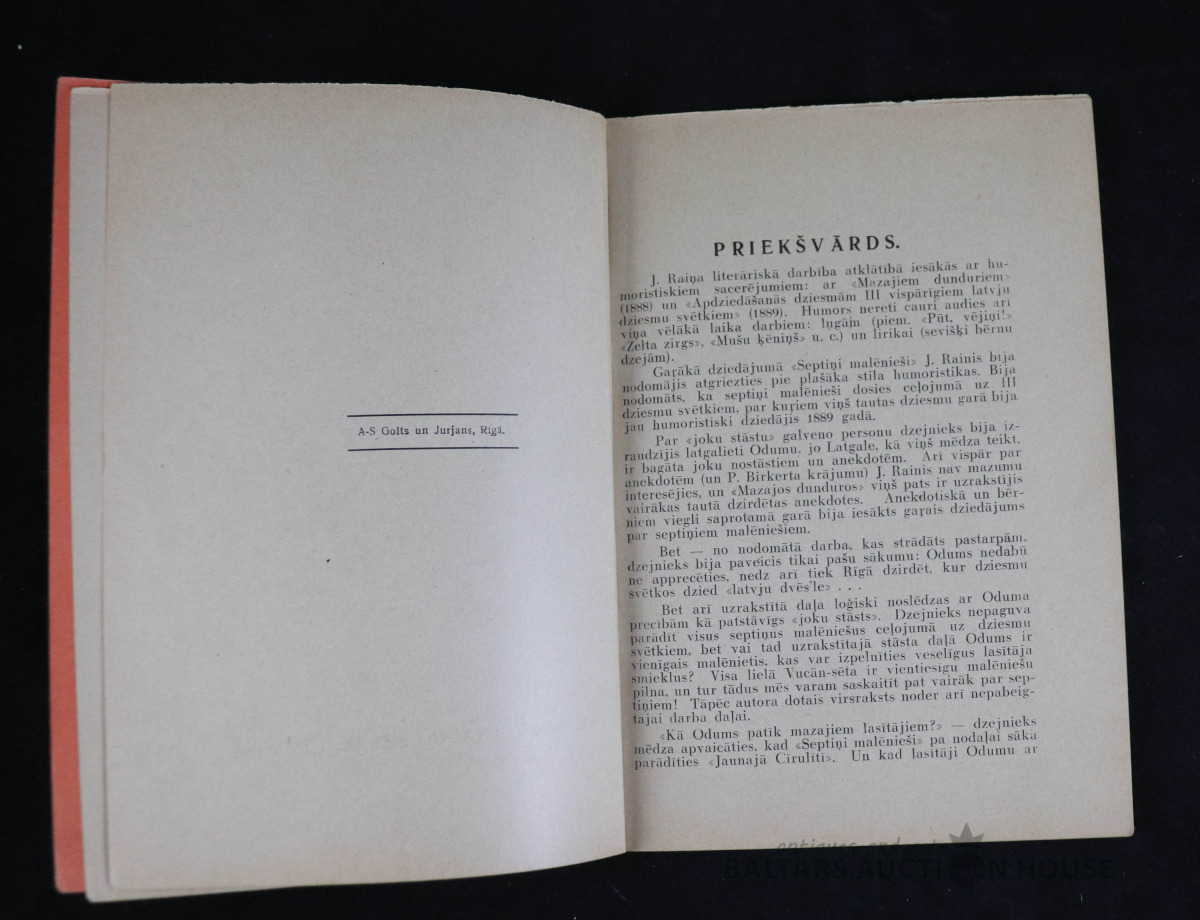 A-S Golts un Jurjans, Rīgā.
PRIEKŠVĀRDS.
J. Raiņa literāriskā darbība atklātībā iesākās ar hu-
moristiskiem sacerējumiem: ar «Mazajiem dunduriem»
(1888) un «Apdziedāšanās dziesmām III vispārīgiem latvju
dziesmu svētkiem» (1889). Humors nereti cauri audies arī
viņa vēlākā laika darbiem: lugām (piem. «Pūt, vējiņi!»
«Zelta zirgs», «Mušu ķēniņš» u. c.) un lirikai (sevišķi bērnu
dzejām).
Gaŗākā dziedājumā «Septiņi malēnieši» J. Rainis bija
nodomājis atgriezties pie plašāka stila humoristikas. Bija
nodomāts, ka septiņi malēnieši dosies ceļojumā uz III
dziesmu svētkiem, par kuŗiem viņš tautas dziesmu garā bija
jau humoristiski dziedājis 1889 gadā.
Par «joku stāstu» galveno personu dzejnieks bija iz-
raudzījis latgalieti Odumu, jo Latgale, kā viņš mēdza teikt,
ir bagāta joku nostāstiem un anekdotēm. Arī vispār par
anekdotēm (un P. Birkerta krājumu) J. Rainis nav mazumu
interesējies, un «Mazajos dunduros» viņš pats ir uzrakstījis
vairākas tautā dzirdētas anekdotes. Anekdotiskā un bēr-
niem viegli saprotamā garā bija iesākts gaŗais dziedājums
par septiņiem malēniešiem.
Bet — no nodomātā darba, kas strādāts pastarpām,
dzejnieks bija paveicis tikai pašu sākumu: Odums nedabū
ne apprecēties, nedz arī tiek Rīgā dzirdēt, kur dziesmu
svētkos dzied «latvju dvēs'le» . . .
Bet arī uzrakstītā daļa loģiski noslēdzas ar Oduma
precībām kā patstāvīgs «joku stāsts». Dzejnieks nepaguva
parādīt visus septiņus malēniešus ceļojumā uz dziesmu
svētkiem, bet vai tad uzrakstītajā stāsta daļā Odums ir
vienīgais malēnietis, kas var izpelnīties veselīgus lasītāja
smieklus? Visa lielā Vucān-sēta ir vientiesīgu malēniešu
pilna, un tur tādus mēs varam saskaitīt pat vairāk par sep-
tiņiem! Tāpēc autora dotais virsraksts noder arī nepabeig-
tajai darba daļai.
«Kā Odums patīk mazajiem lasītājiem?» — dzejnieks
mēdza apvaicāties, kad «Septiņi malēnieši» pa nodaļai sāka
parādīties «Jaunajā Cīrulītī». Un kad lasītāji Odumu ar
antiques and
BALTARS AUCTION HOUSE